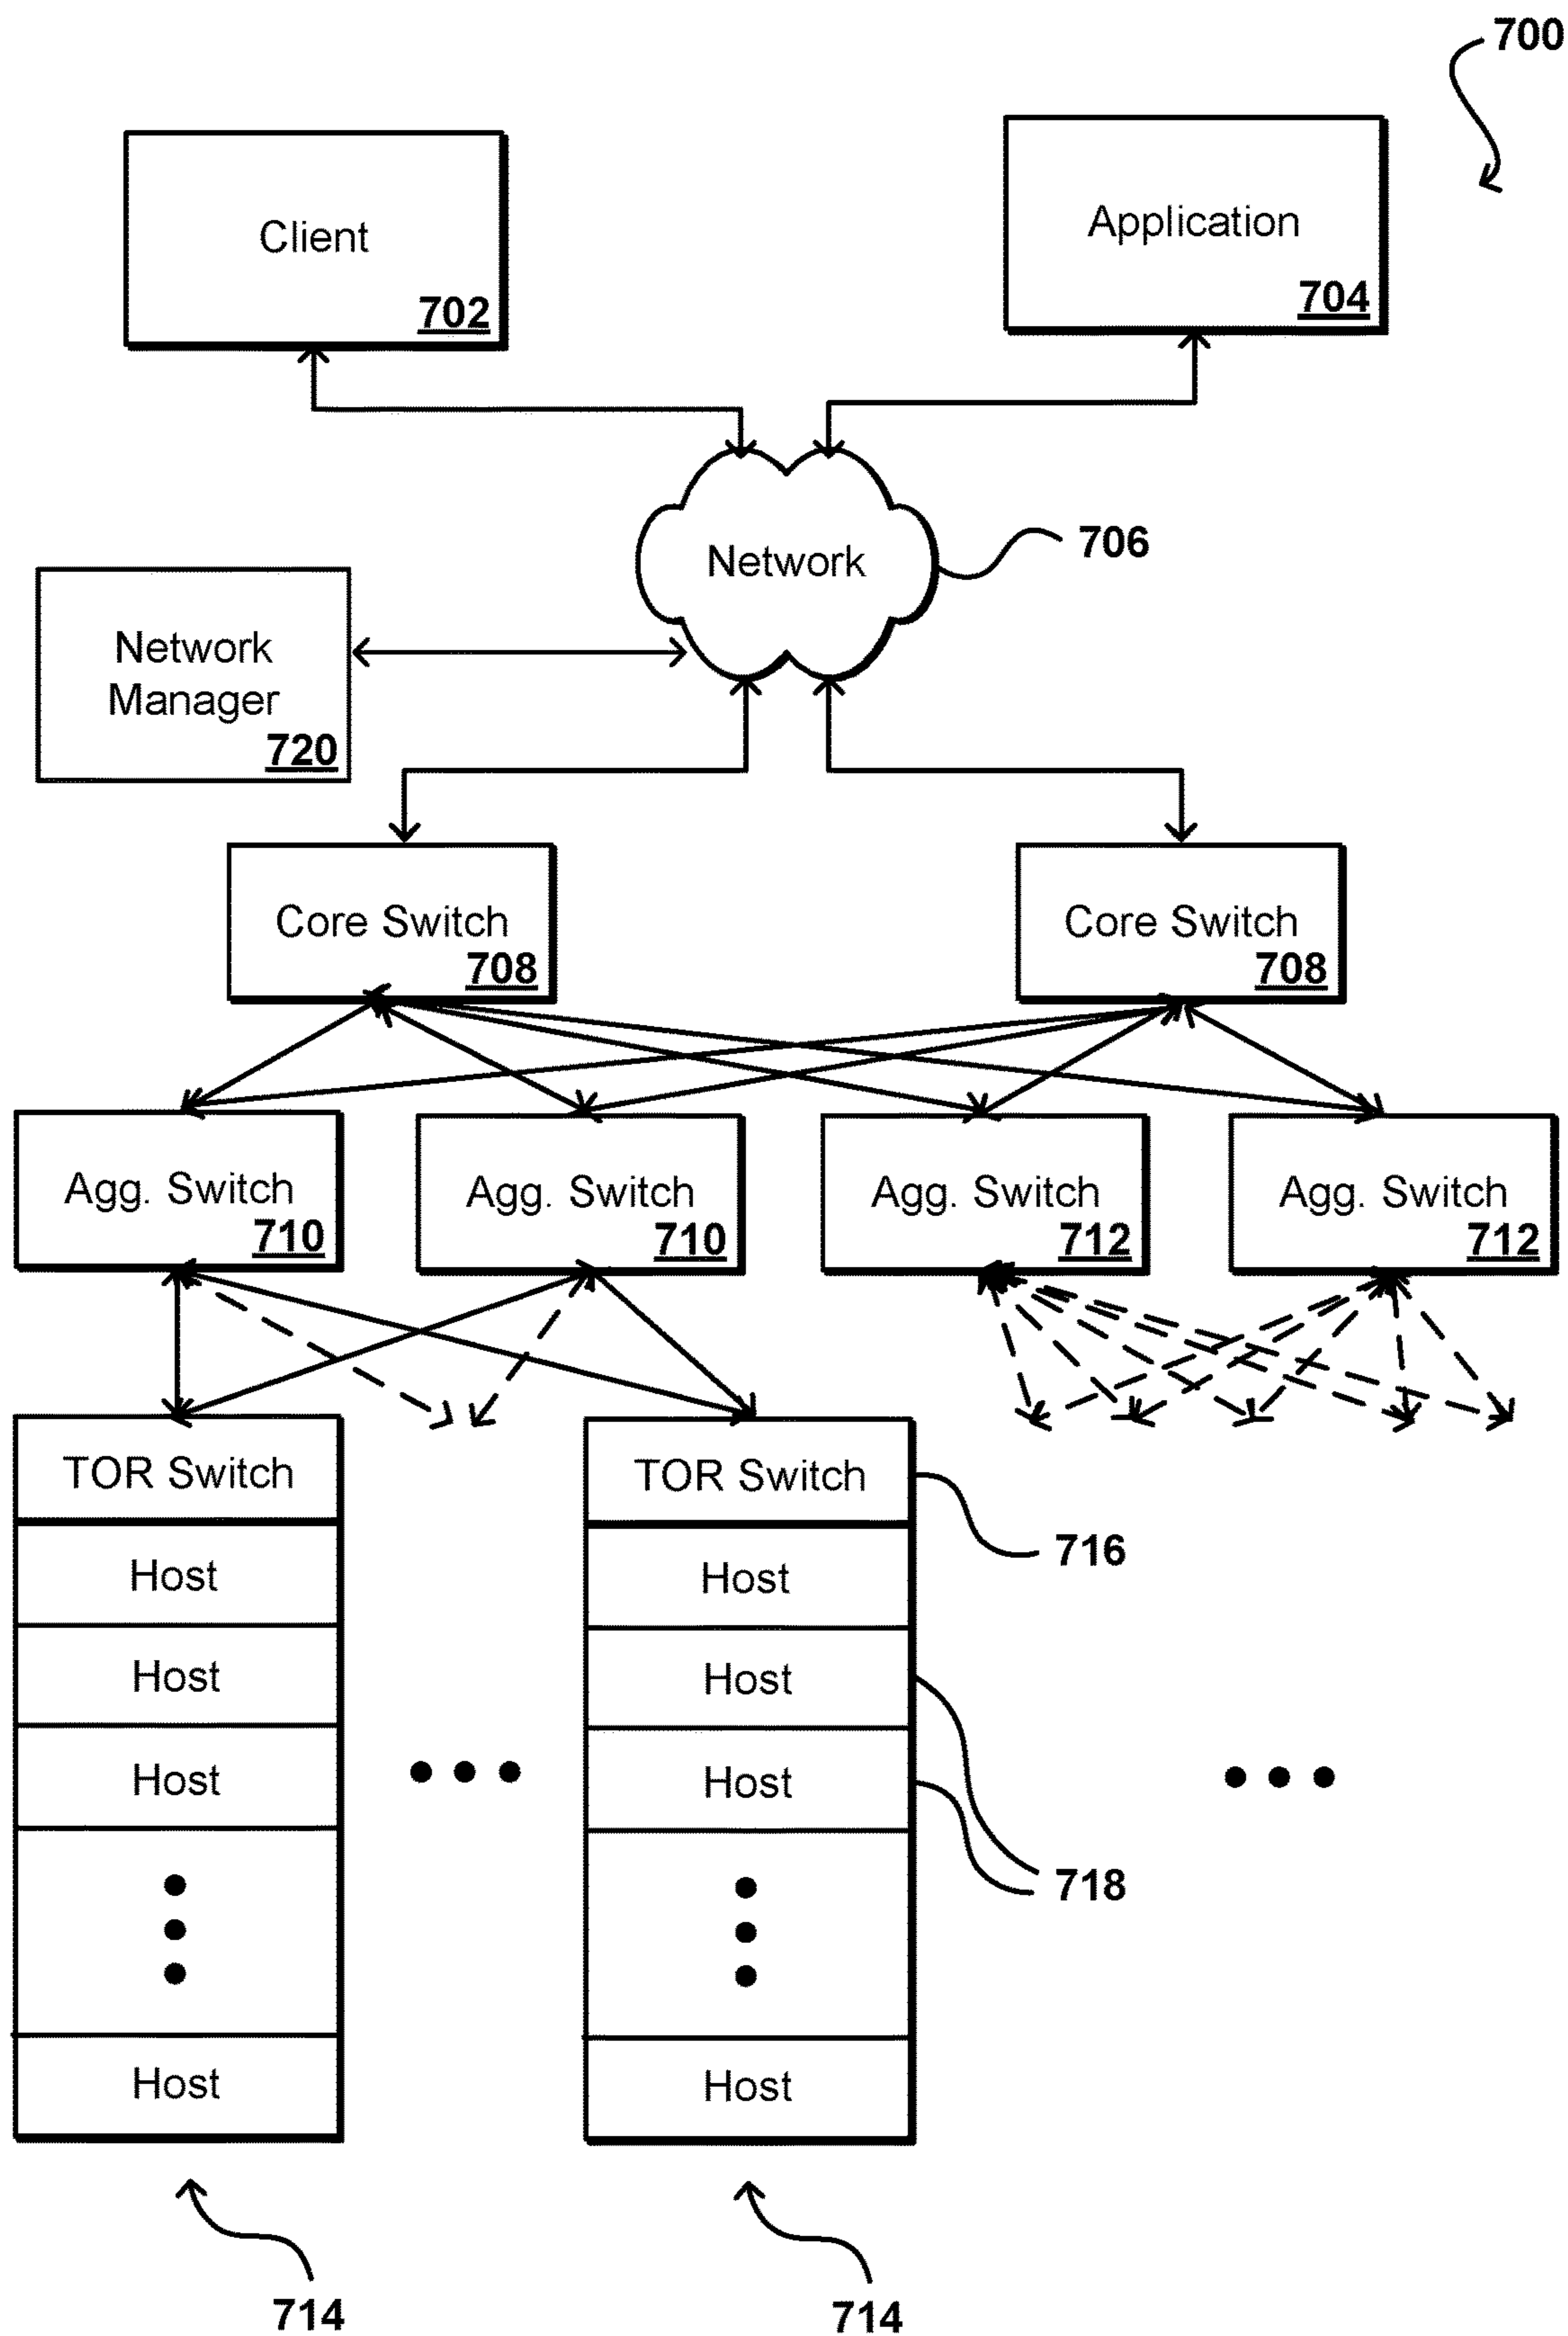 700
Client
702
Application
704
Network
706
Network
Manager
720
Core Switch
708
Core Switch
708
Agg. Switch
710
Agg. Switch
710
Agg. Switch
712
Agg. Switch
712
TOR Switch
Host
Host
Host
Host
TOR Switch
Host
Host
Host
Host
716
718
714
714